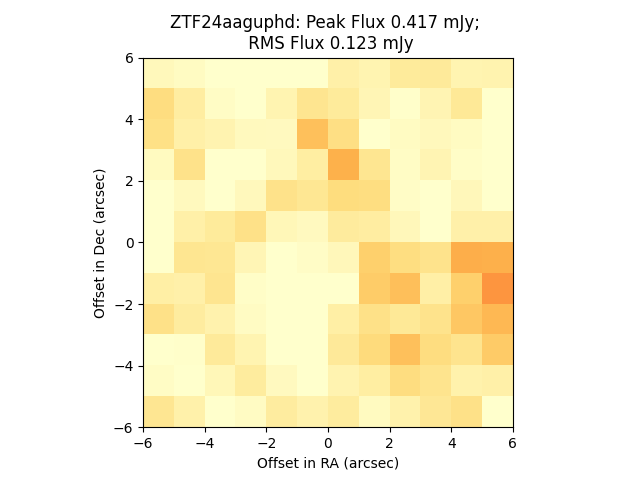 ZTF24aaguphd: Peak Flux 0.417 mJy;
RMS Flux 0.123 mJy
6
4
2
0
−2
−4
−6
Offset in Dec (arcsec)
−6 −4 −2 0 2 4 6
Offset in RA (arcsec)